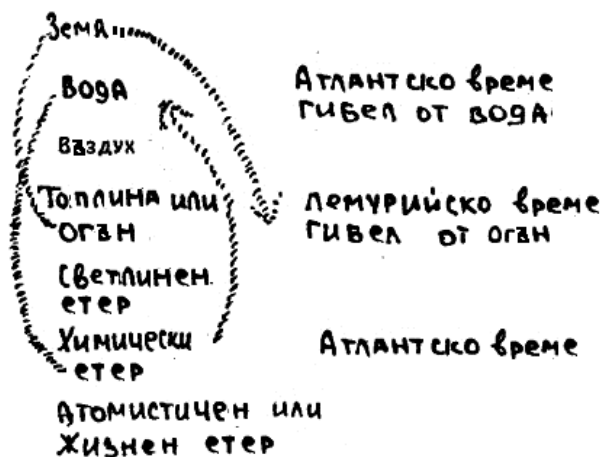 Земя
Вода
Атлантско време
гибел от вода
Въздух
Топлина или
огън
Лемурийско време
гибел от огън
Светлинен
етер
Химически
етер
Атлантско време
Атомистичен или
Жизнен етер